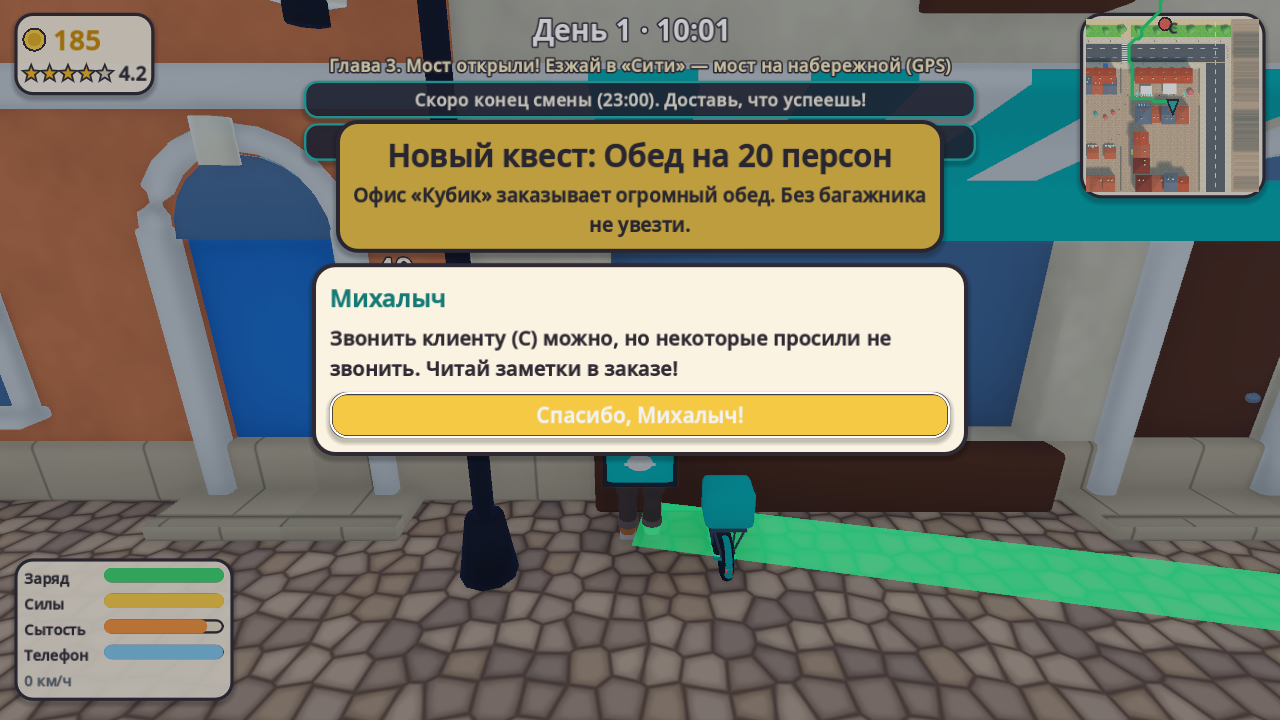 185
4.2
День 1 · 10:01
Глава 3. Мост открыли! Езжай в «Сити» — мост на набережной (GPS)
Скоро конец смены (23:00). Доставь, что успеешь!
Новый квест: Обед на 20 персон
Офис «Кубик» заказывает огромный обед. Без багажника
не увезти.
Михалыч
Звонить клиенту (C) можно, но некоторые просили не
звонить. Читай заметки в заказе!
Спасибо, Михалыч!
Заряд
Силы
Сытость
Телефон
0 км/ч